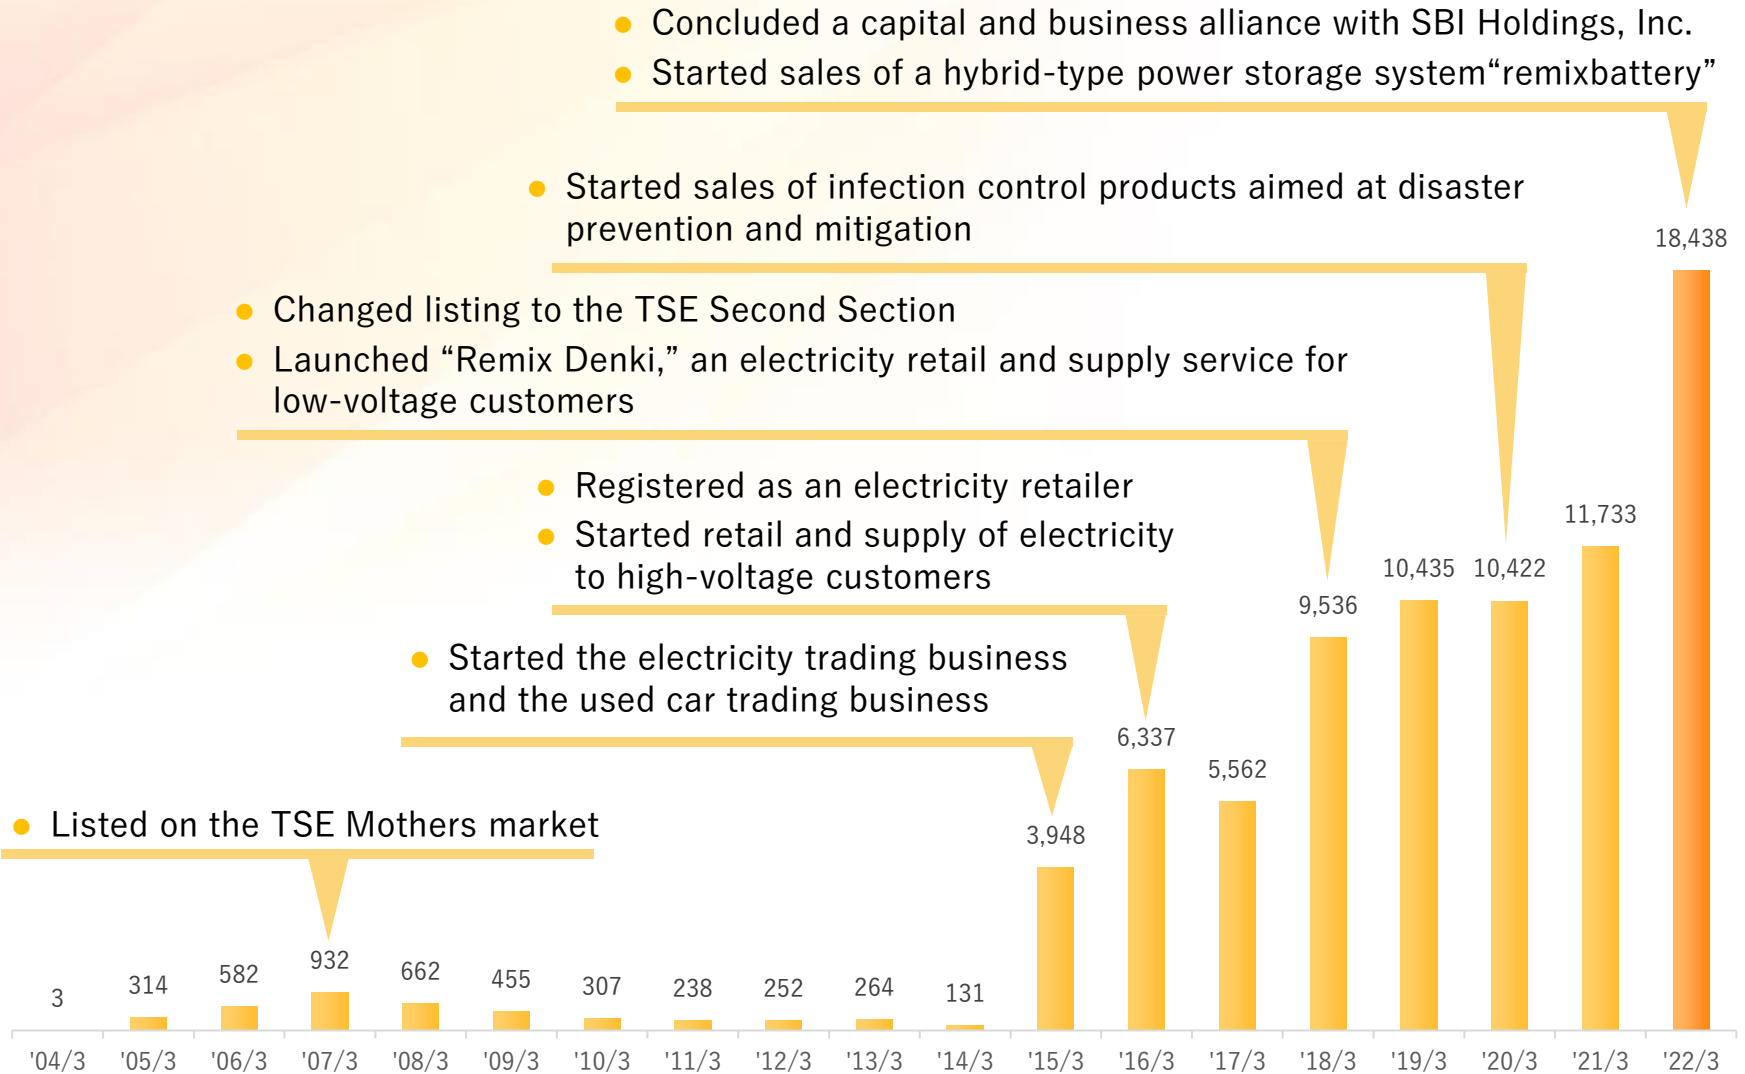 Concluded a capital and business alliance with SBI Holdings, Inc.
Started sales of a hybrid-type power storage system“remixbattery”
Started sales of infection control products aimed at disaster
prevention and mitigation
Changed listing to the TSE Second Section
Launched “Remix Denki,” an electricity retail and supply service for
low-voltage customers
Registered as an electricity retailer
Started retail and supply of electricity
to high-voltage customers
Started the electricity trading business
and the used car trading business
Listed on the TSE Mothers market
3
314
582
932
662
455
307
238
252
264
131
3,948
6,337
5,562
9,536
10,435
10,422
11,733
18,438
'04/3
'05/3
'06/3
'07/3
'08/3
'09/3
'10/3
'11/3
'12/3
'13/3
'14/3
'15/3
'16/3
'17/3
'18/3
'19/3
'20/3
'21/3
'22/3